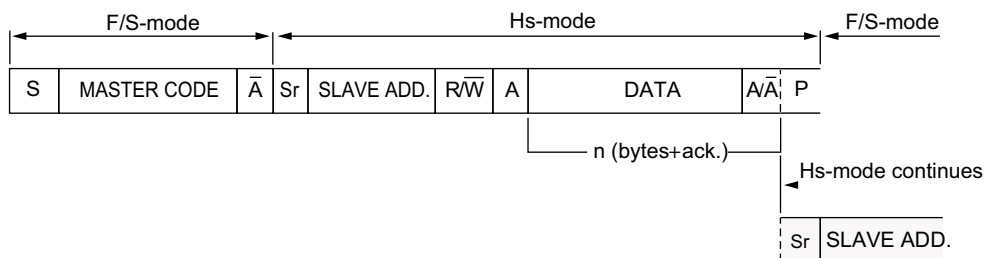 F/S-mode Hs-mode F/S-mode
S MASTER CODE A̅ Sr SLAVE ADD. R/W̅ A DATA A/A̅ P
n (bytes+ack.)
Hs-mode continues
Sr SLAVE ADD.